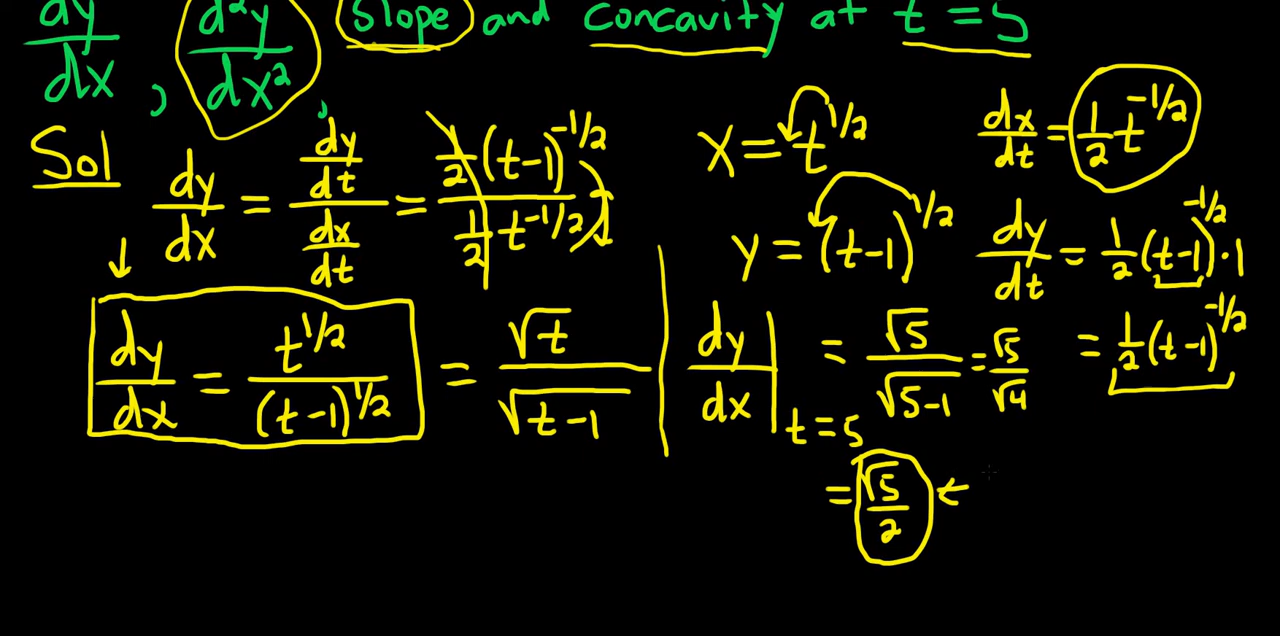 dy/dx, d²y/dx², Slope and concavity at t = 5
Sol
dy/dx = (dy/dt)/(dx/dt) = (1/2 (t-1)^{-1/2})/(1/2 t^{-1/2})
dy/dx = t^{1/2}/(t-1)^{1/2} = √t/√(t-1)
x = t^{1/2}
dx/dt = 1/2 t^{-1/2}
y = (t-1)^{1/2}
dy/dt = 1/2 (t-1)^{-1/2} · 1
= 1/2 (t-1)^{-1/2}
dy/dx |_{t=5} = √5/√(5-1) = √5/√4
= √5/2 ←